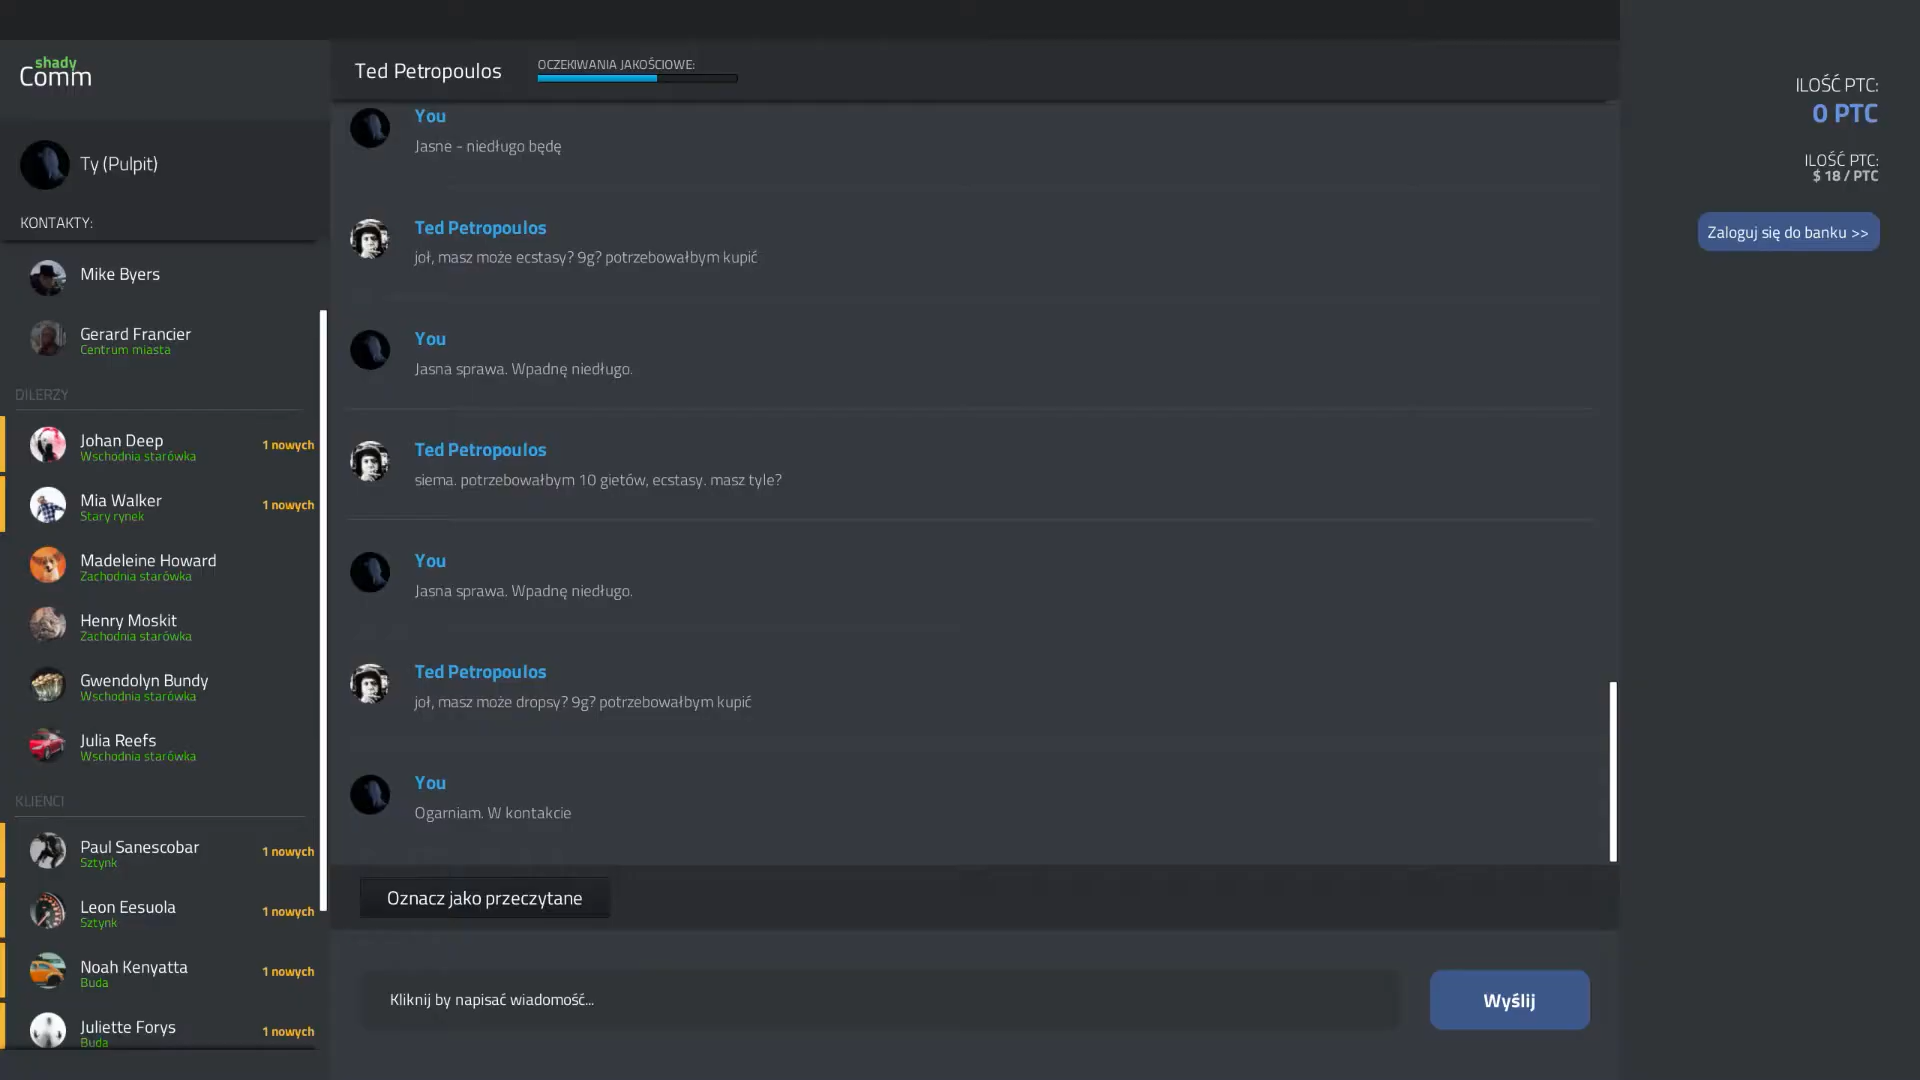 shady
Comm
Ty (Pulpit)
KONTAKTY:
Mike Byers
Gerard Francier
Centrum miasta
DILERZY
Johan Deep
Wschodnia starówka
1 nowych
Mia Walker
Stary rynek
1 nowych
Madeleine Howard
Zachodnia starówka
Henry Moskit
Zachodnia starówka
Gwendolyn Bundy
Wschodnia starówka
Julia Reefs
Wschodnia starówka
KLIENCI
Paul Sanescobar
Sztynk
1 nowych
Leon Eesuola
Sztynk
1 nowych
Noah Kenyatta
Buda
1 nowych
Juliette Forys
Buda
1 nowych
Ted Petropoulos
OCZEKIWANIA JAKOŚCIOWE:
You
Jasne - niedługo będę
Ted Petropoulos
joł, masz może ecstasy? 9g? potrzebowałbym kupić
You
Jasna sprawa. Wpadnę niedługo.
Ted Petropoulos
siema. potrzebowałbym 10 gietów, ecstasy. masz tyle?
You
Jasna sprawa. Wpadnę niedługo.
Ted Petropoulos
joł, masz może dropsy? 9g? potrzebowałbym kupić
You
Ogarniam. W kontakcie
Oznacz jako przeczytane
Kliknij by napisać wiadomość...
Wyślij
ILOŚĆ PTC:
0 PTC
ILOŚĆ PTC:
$ 18 / PTC
Zaloguj się do banku >>